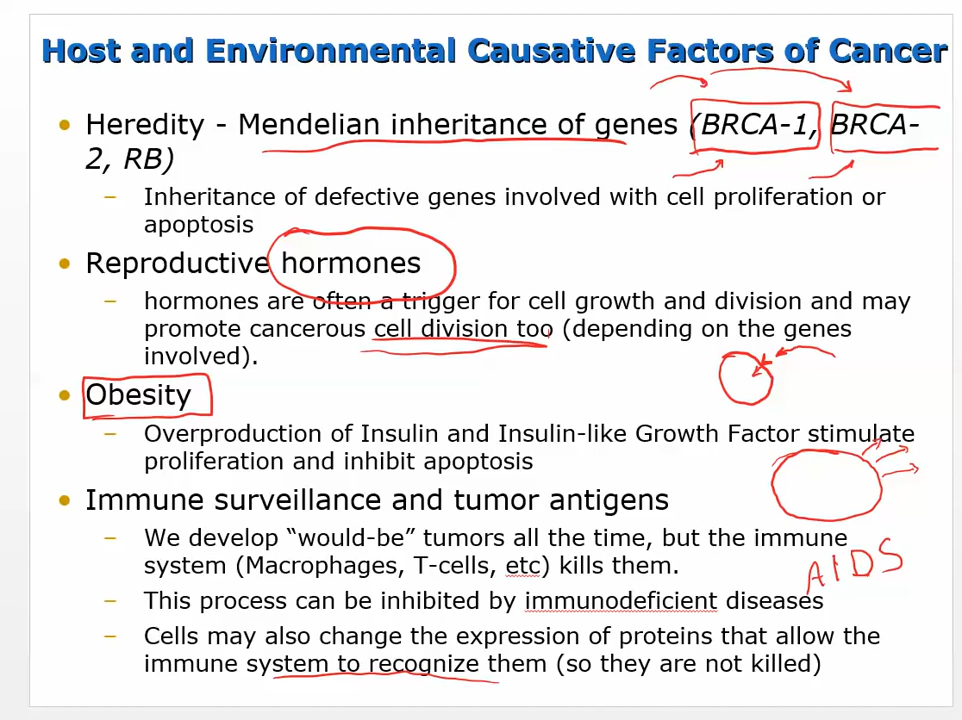 Host and Environmental Causative Factors of Cancer
• Heredity - Mendelian inheritance of genes (BRCA-1, BRCA-
2, RB)
– Inheritance of defective genes involved with cell proliferation or
apoptosis
• Reproductive hormones
– hormones are often a trigger for cell growth and division and may
promote cancerous cell division too (depending on the genes
involved).
• Obesity
– Overproduction of Insulin and Insulin-like Growth Factor stimulate
proliferation and inhibit apoptosis
• Immune surveillance and tumor antigens
– We develop “would-be” tumors all the time, but the immune
system (Macrophages, T-cells, etc) kills them.
AIDS
– This process can be inhibited by immunodeficient diseases
– Cells may also change the expression of proteins that allow the
immune system to recognize them (so they are not killed)